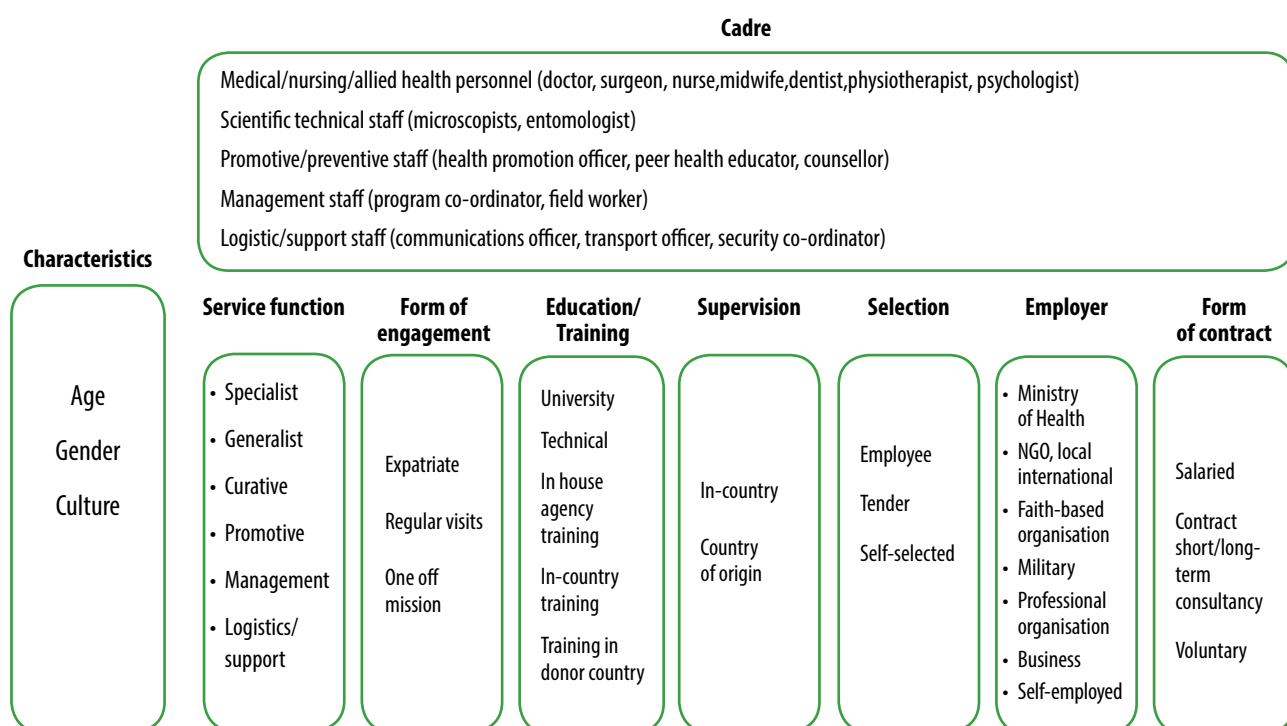 Cadre
Medical/nursing/allied health personnel (doctor, surgeon, nurse,midwife,dentist,physiotherapist, psychologist)
Scientific technical staff (microscopists, entomologist)
Promotive/preventive staff (health promotion officer, peer health educator, counsellor)
Management staff (program co-ordinator, field worker)
Logistic/support staff (communications officer, transport officer, security co-ordinator)
Characteristics
Age
Gender
Culture
Service function
• Specialist
• Generalist
• Curative
• Promotive
• Management
• Logistics/
support
Form of
engagement
Expatriate
Regular visits
One off
mission
Education/
Training
University
Technical
In house
agency
training
In-country
training
Training in
donor country
Supervision
In-country
Country
of origin
Selection
Employee
Tender
Self-selected
Employer
• Ministry
of Health
• NGO, local
international
• Faith-based
organisation
• Military
• Professional
organisation
• Business
• Self-employed
Form
of contract
Salaried
Contract
short/long-
term
consultancy
Voluntary